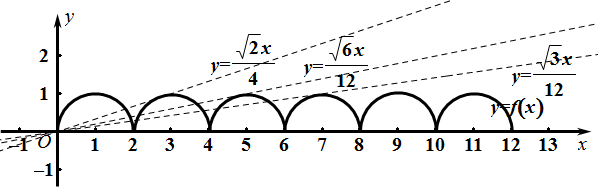 y
2
y=√2x/4
y=√6x/12
y=√3x/12
1
y=f(x)
-1 O 1 2 3 4 5 6 7 8 9 10 11 12 13 x
-1